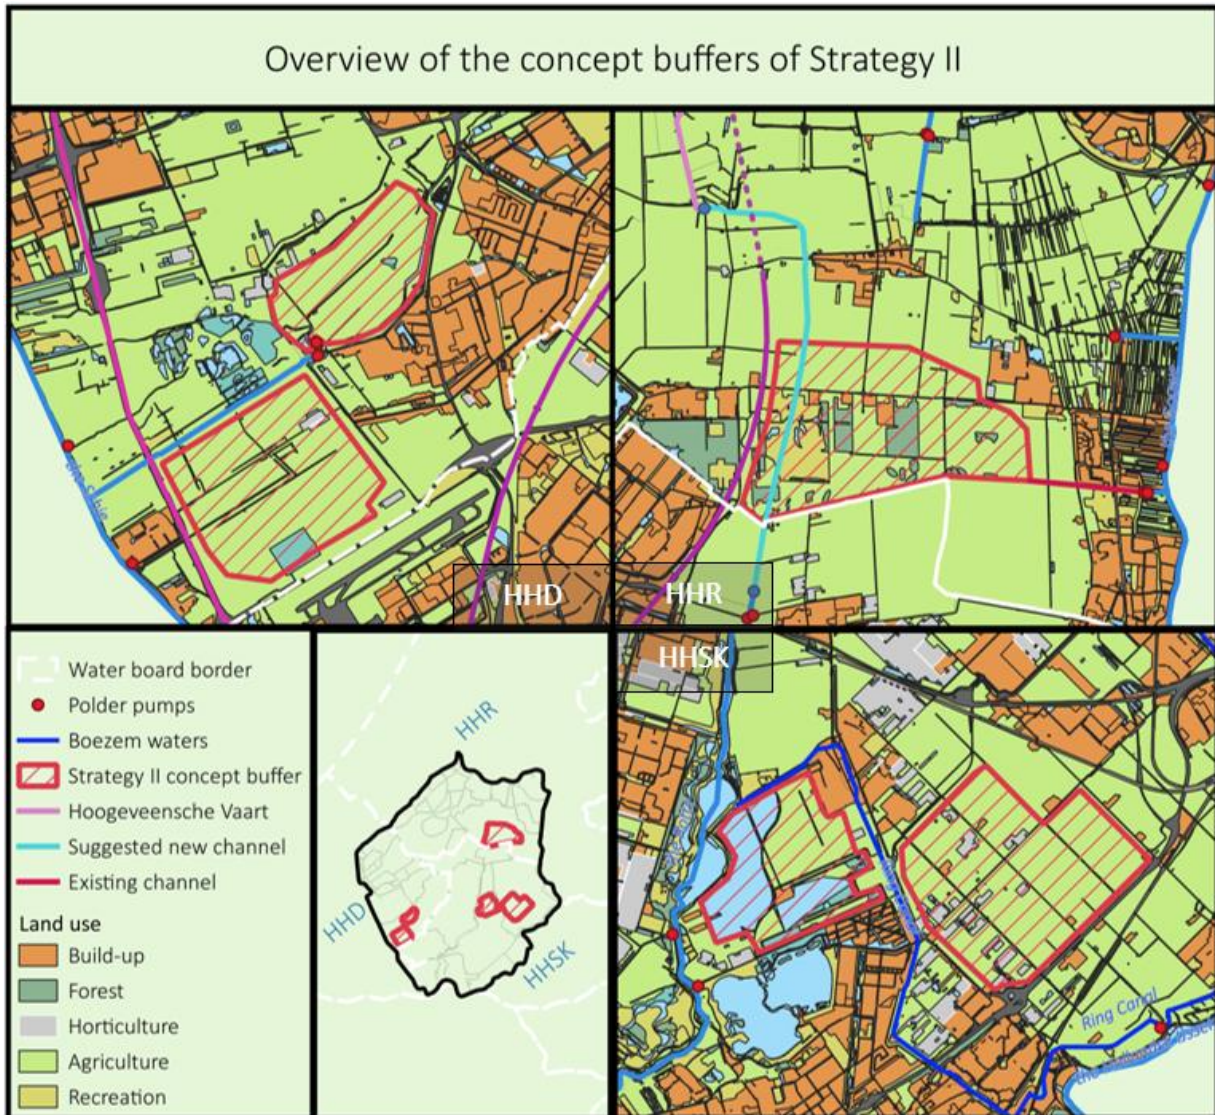 Overview of the concept buffers of Strategy II
HHD
HHR
HHSK
Water board border
Polder pumps
Boezem waters
Strategy II concept buffer
Hoogeveensche Vaart
Suggested new channel
Existing channel
Land use
Build-up
Forest
Horticulture
Agriculture
Recreation
HHR
HHD
HHSK
Ring Canal